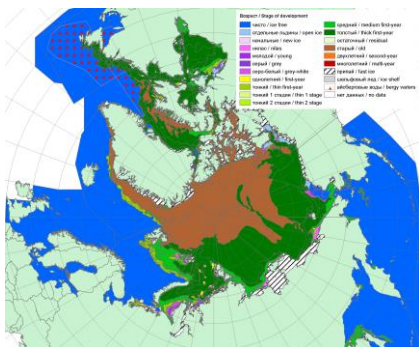 Возраст / Stage of development
чисто / ice free
отдельные льдины / open ice
начальные / new ice
нилас / nilas
молодой / young
серый / grey
серо-белый / grey-white
однолетний / first-year
тонкий / thin first-year
тонкий 1 стадии / thin 1 stage
тонкий 2 стадии / thin 2 stage
средний / medium first-year
толстый / thick first-year
остаточный / residual
старый / old
двухлетний / second-year
многолетний / multi-year
припай / fast ice
шельфовый лед / ice shelf
айсберговые воды / bergy waters
нет данных / no data